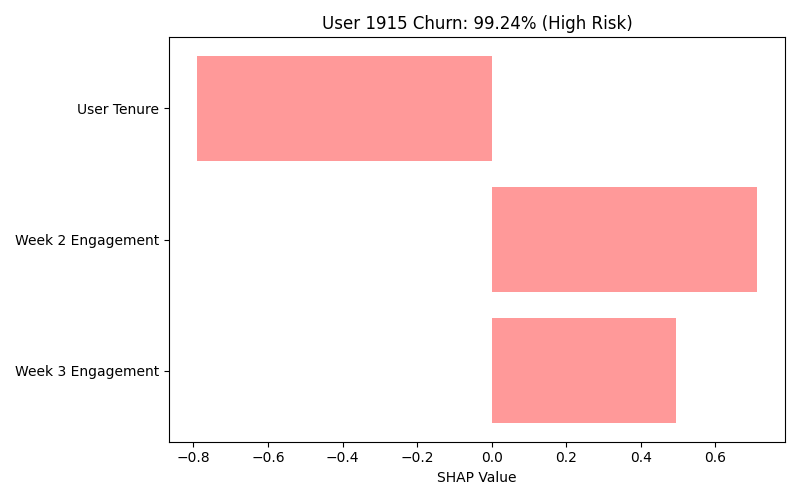 User 1915 Churn: 99.24% (High Risk)
User Tenure
Week 2 Engagement
Week 3 Engagement
−0.8 −0.6 −0.4 −0.2 0.0 0.2 0.4 0.6
SHAP Value